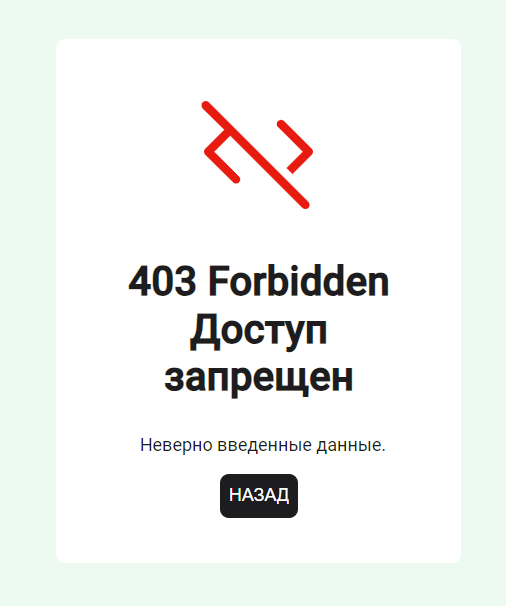 403 Forbidden
Доступ
запрещен
Неверно введенные данные.
НАЗАД